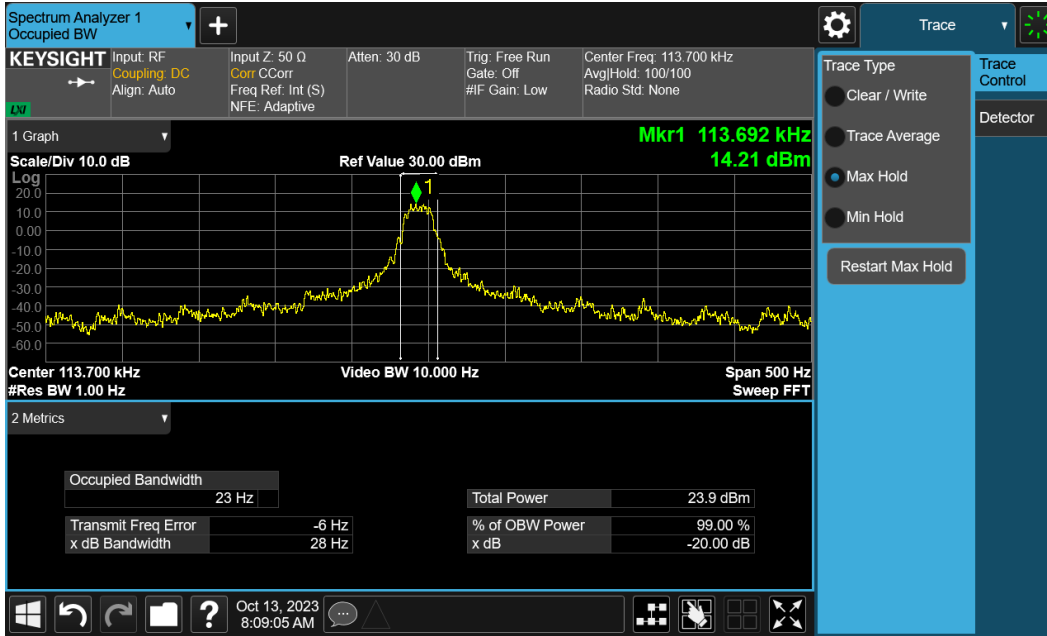 Spectrum Analyzer 1
Occupied BW
+
Trace
KEYSIGHT
LXI
Input: RF
Coupling: DC
Align: Auto
Input Z: 50 Ω
Corr CCorr
Freq Ref: Int (S)
NFE: Adaptive
Atten: 30 dB
Trig: Free Run
Gate: Off
#IF Gain: Low
Center Freq: 113.700 kHz
Avg|Hold: 100/100
Radio Std: None
1 Graph
Mkr1 113.692 kHz
14.21 dBm
Scale/Div 10.0 dB
Ref Value 30.00 dBm
Log
1
20.0
10.0
0.00
-10.0
-20.0
-30.0
-40.0
-50.0
-60.0
Center 113.700 kHz
Video BW 10.000 Hz
Span 500 Hz
#Res BW 1.00 Hz
Sweep FFT
2 Metrics
Occupied Bandwidth
23 Hz
Total Power 23.9 dBm
Transmit Freq Error -6 Hz
% of OBW Power 99.00 %
x dB Bandwidth 28 Hz
x dB -20.00 dB
Trace Type
Clear / Write
Trace Average
Max Hold
Min Hold
Restart Max Hold
Trace
Control
Detector
?
Oct 13, 2023
8:09:05 AM